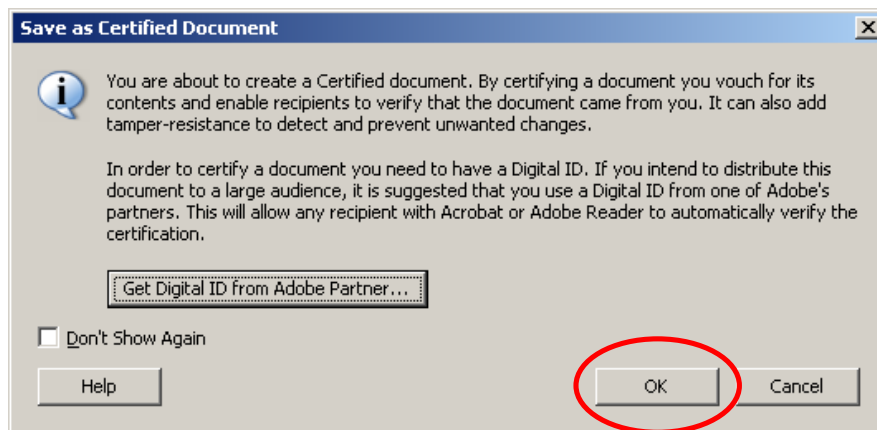 Save as Certified Document
You are about to create a Certified document. By certifying a document you vouch for its
contents and enable recipients to verify that the document came from you. It can also add
tamper-resistance to detect and prevent unwanted changes.
In order to certify a document you need to have a Digital ID. If you intend to distribute this
document to a large audience, it is suggested that you use a Digital ID from one of Adobe's
partners. This will allow any recipient with Acrobat or Adobe Reader to automatically verify the
certification.
Get Digital ID from Adobe Partner...
Don't Show Again
Help OK Cancel